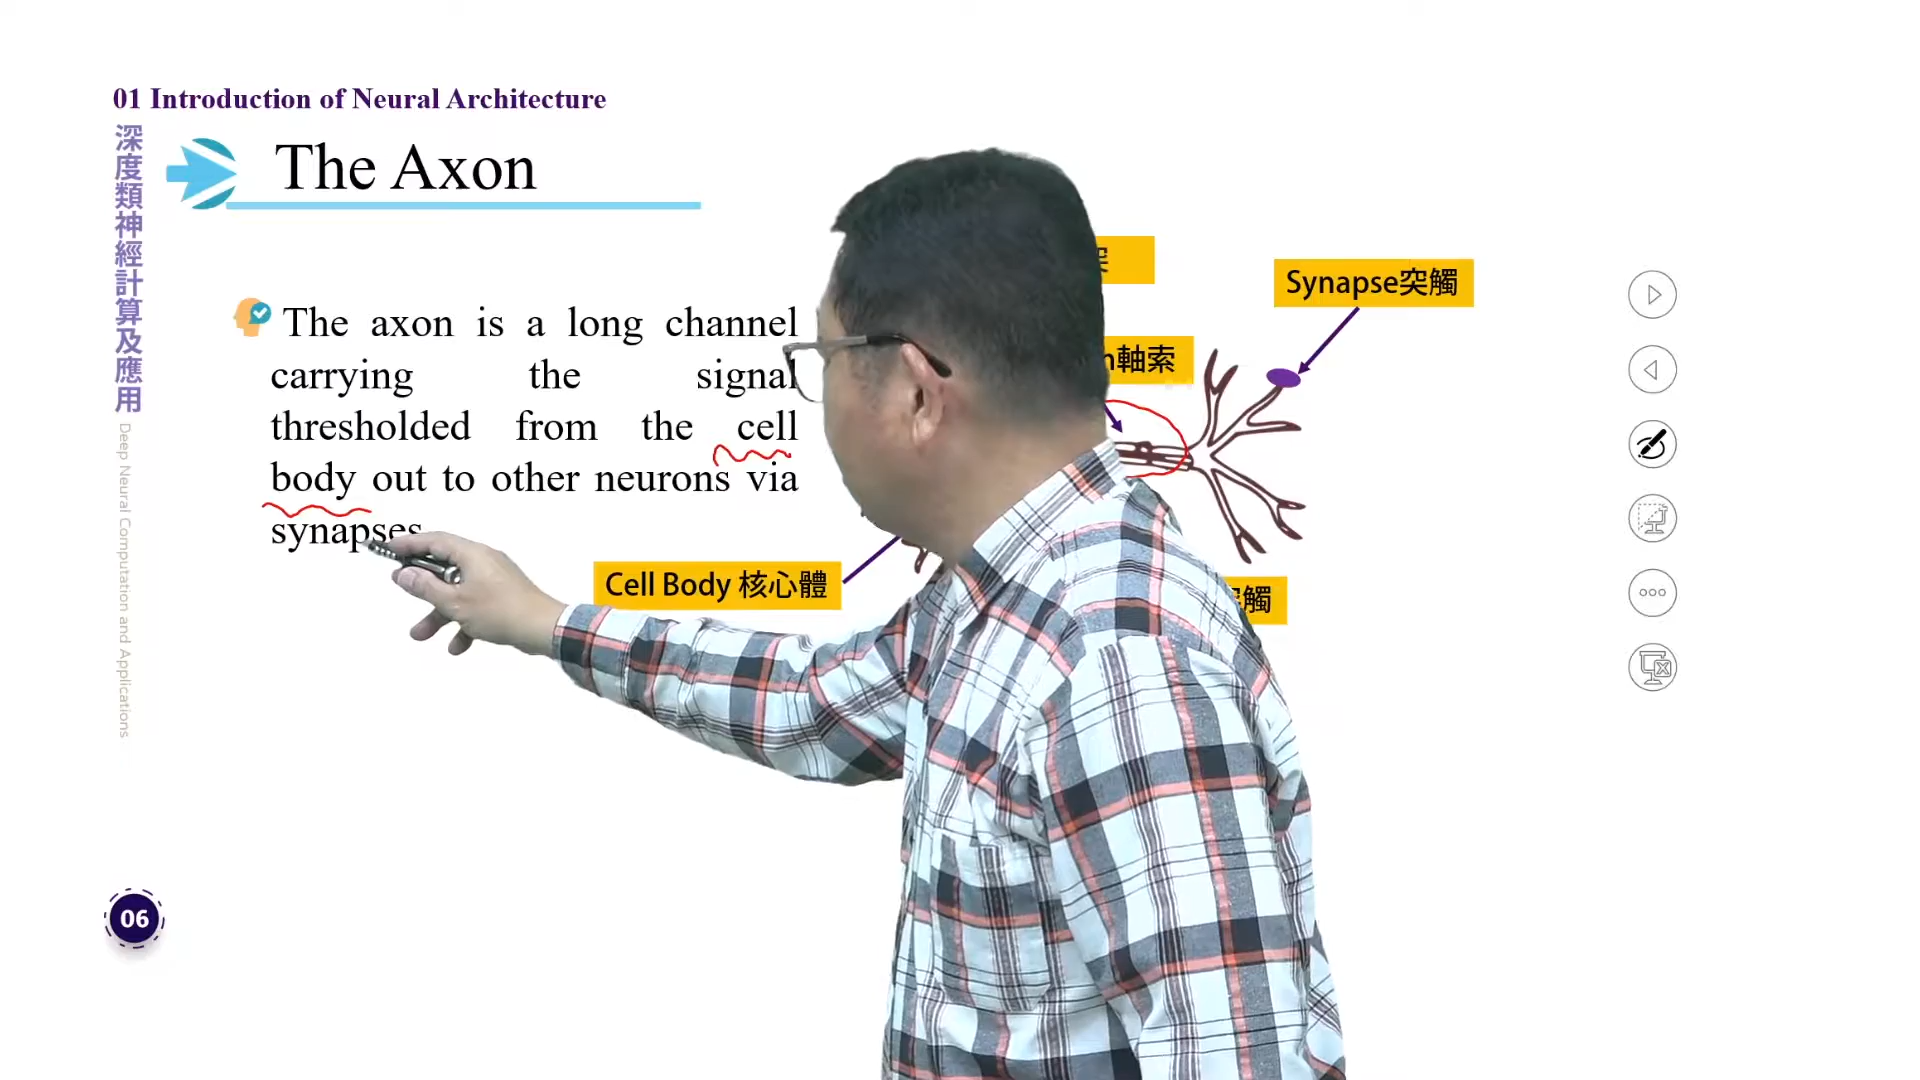 01 Introduction of Neural Architecture
深度類神經計算及應用
Deep Neural Computation and Applications
The Axon
The axon is a long channel
carrying the signal
thresholded from the cell
body out to other neurons via
synapses
Synapse突觸
軸索
Cell Body 核心體
觸
06